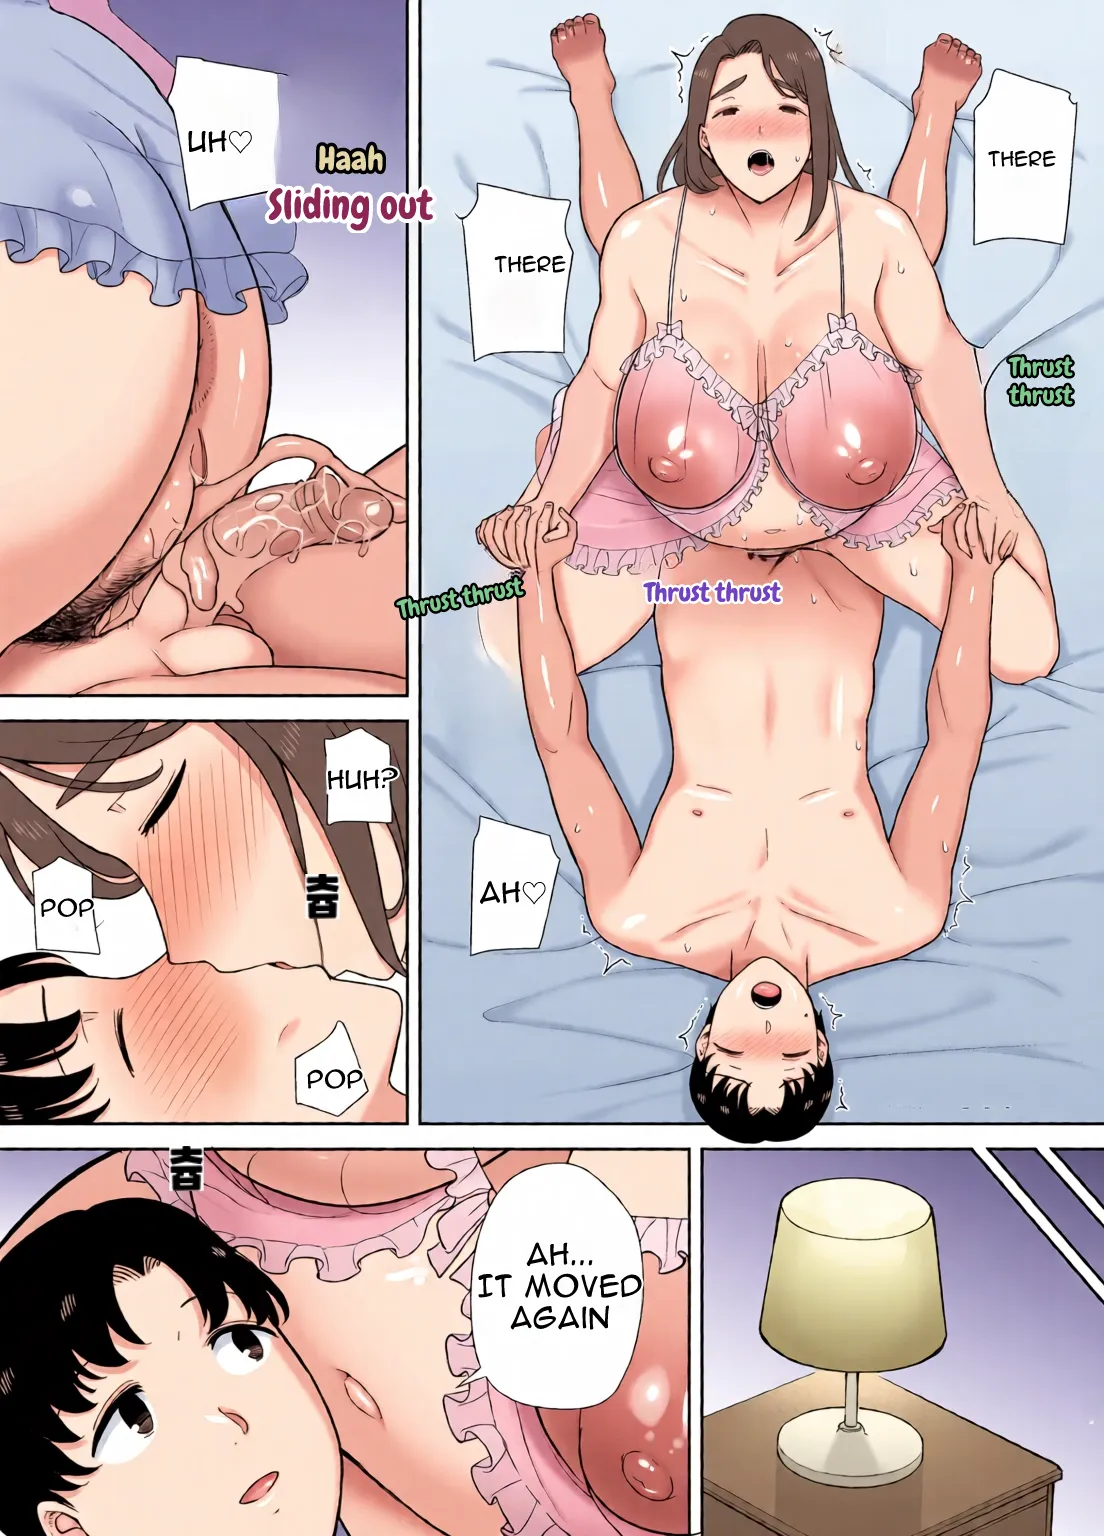 UH♡
Haah
Sliding out
THERE
THERE
Thrust
thrust
Thrust thrust
Thrust thrust
AH♡
HUH?
POP
춥
POP
춥
AH...
IT MOVED
AGAIN